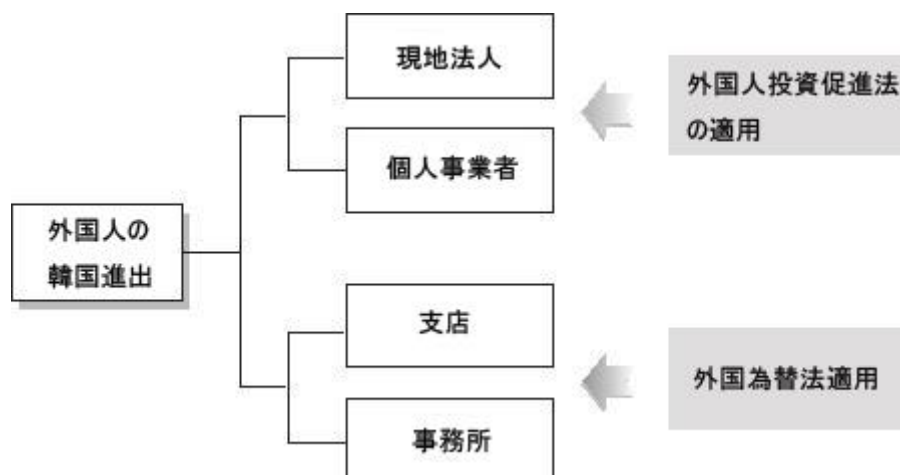 現地法人
外国人投資促進法
の適用
個人事業者
外国人の
韓国進出
支店
外国為替法適用
事務所